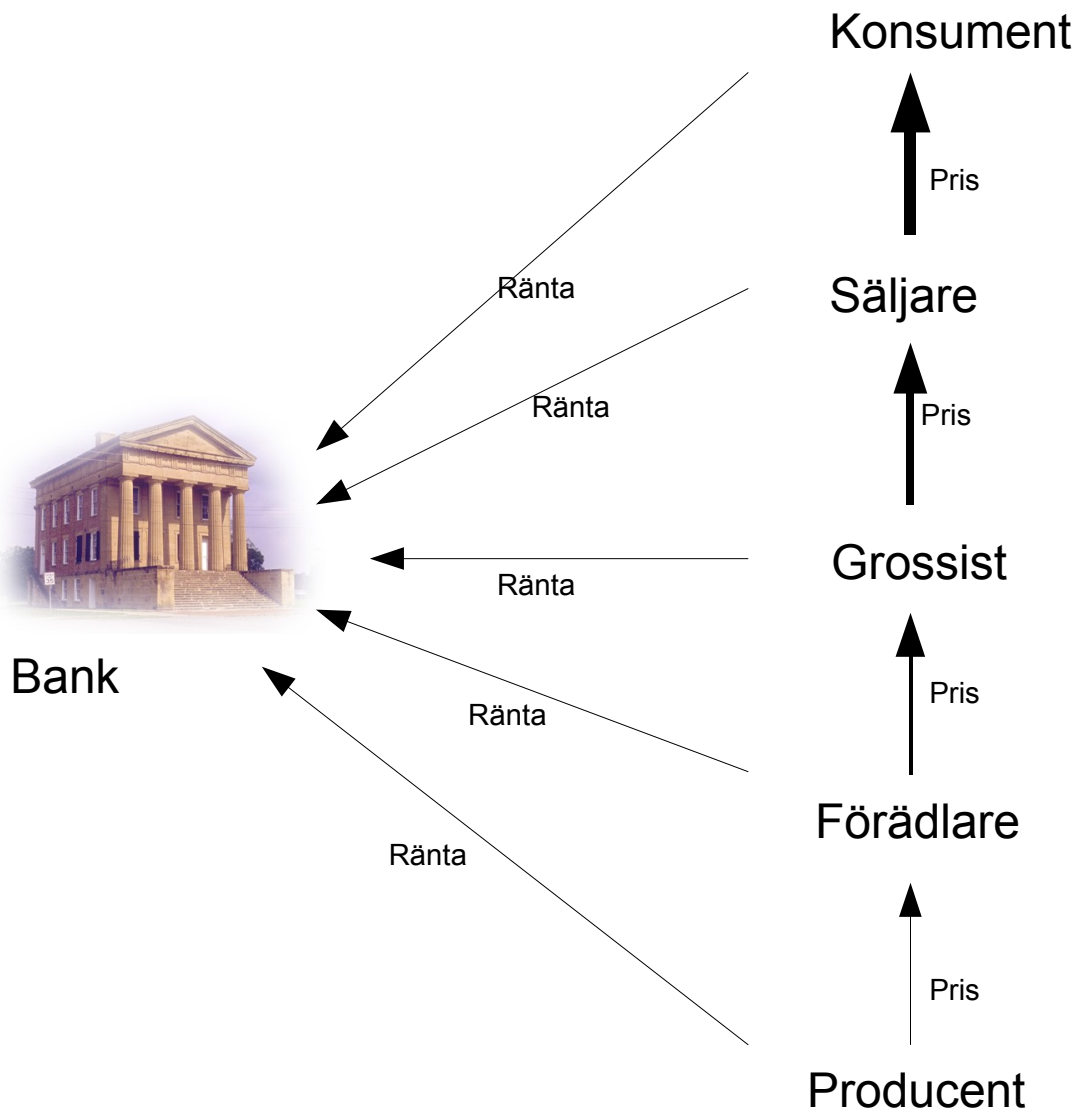 Konsument
Pris
Säljare
Ränta
Ränta
Pris
Grossist
Ränta
Bank
Pris
Ränta
Förädlare
Ränta
Pris
Producent